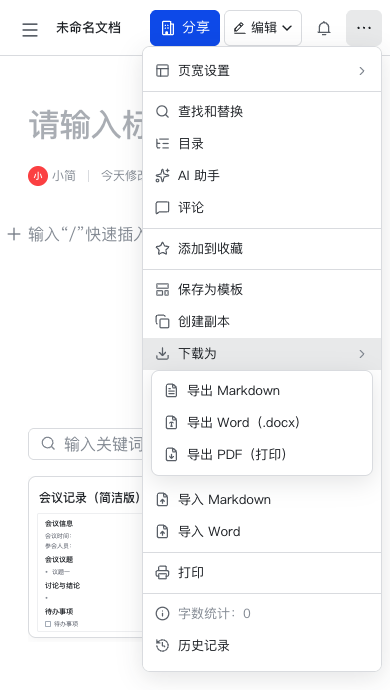 未命名文档
分享
编辑
页宽设置
请输入标
查找和替换
目录
小 小简
今天修改
AI 助手
评论
输入“/”快速插入
添加到收藏
保存为模板
创建副本
下载为
导出 Markdown
导出 Word（.docx）
导出 PDF（打印）
输入关键词
会议记录（简洁版）
会议信息
会议时间：
参会人员：
会议议题
议题一
讨论与结论
待办事项
待办事项
导入 Markdown
导入 Word
打印
字数统计：0
历史记录